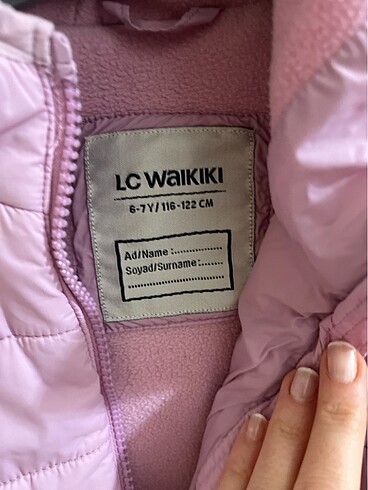 LC WAIKIKI
6-7Y/116-122 CM
Ad/Name :...............
Soyad/Surname :.......
.............................